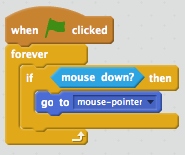 when clicked
forever
if mouse down? then
go to mouse-pointer